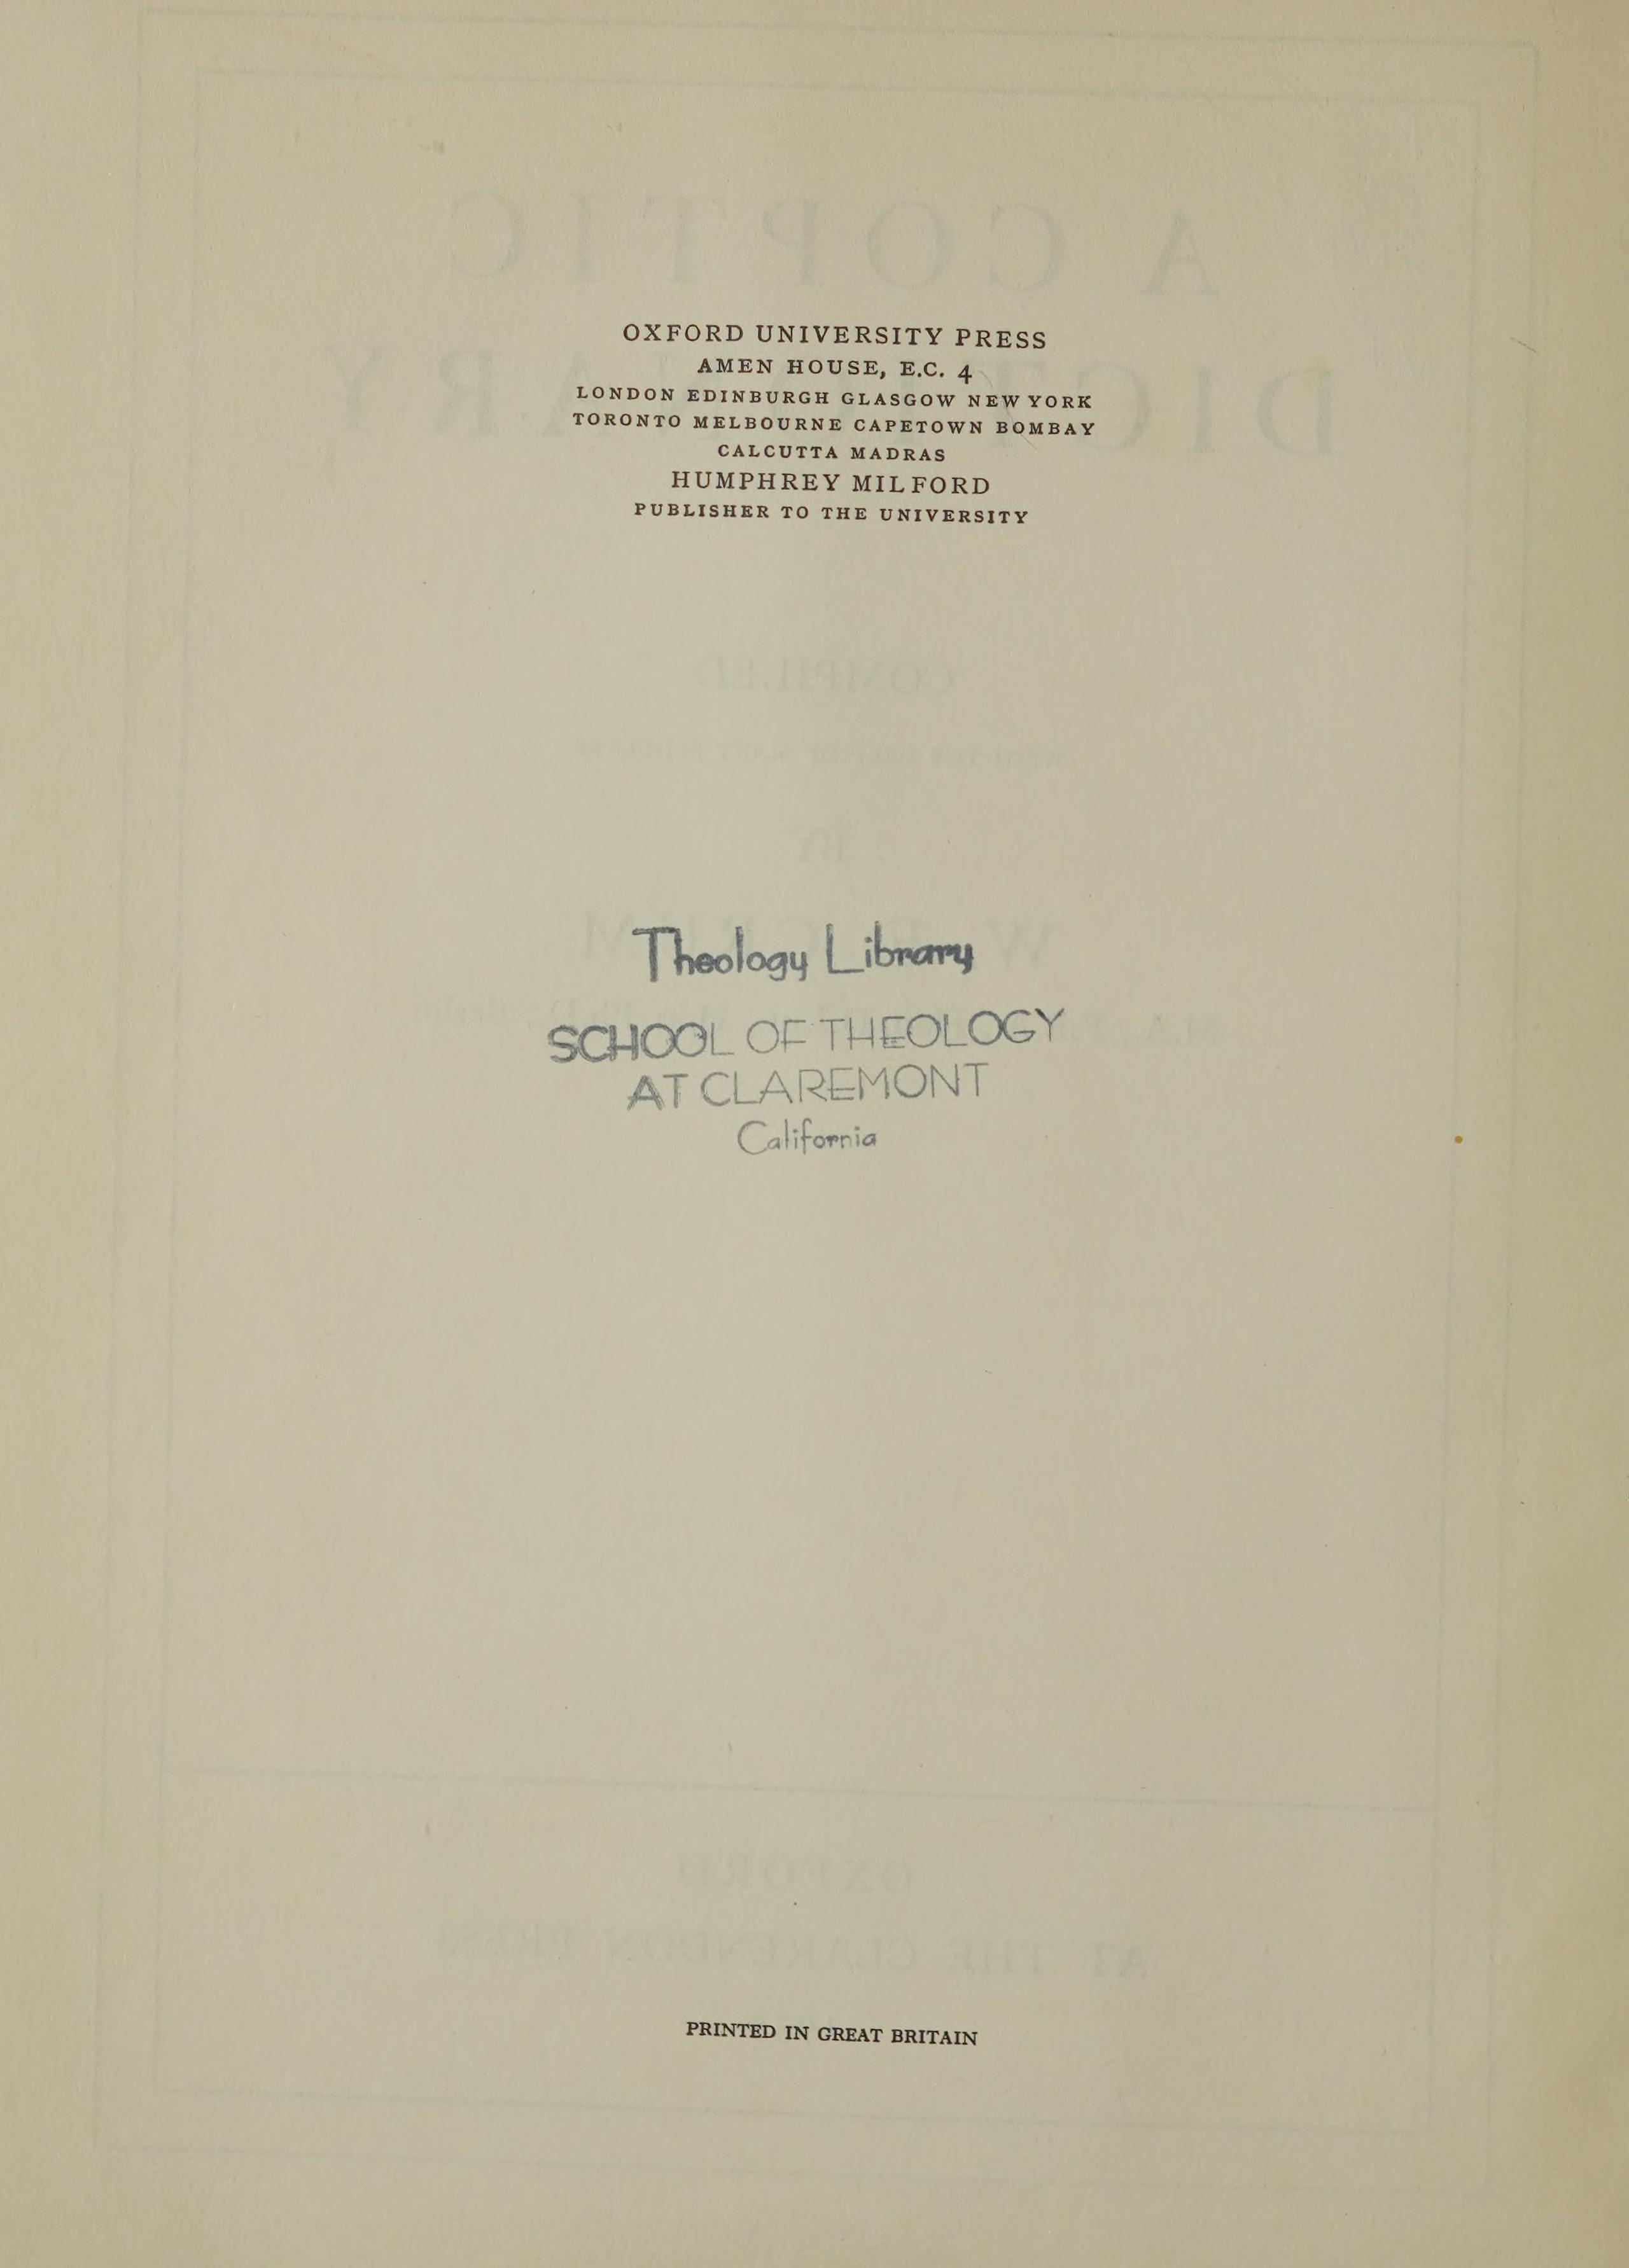 OXFORD UNIVERSITY PRESS
AMEN HOUSE, E.C. 4
LONDON EDINBURGH GLASGOW NEW YORK
TORONTO MELBOURNE CAPETOWN BOMBAY
CALCUTTA MADRAS
HUMPHREY MILFORD
PUBLISHER TO THE UNIVERSITY
Theology Library
SCHOOL OF THEOLOGY
AT CLAREMONT
California
PRINTED IN GREAT BRITAIN